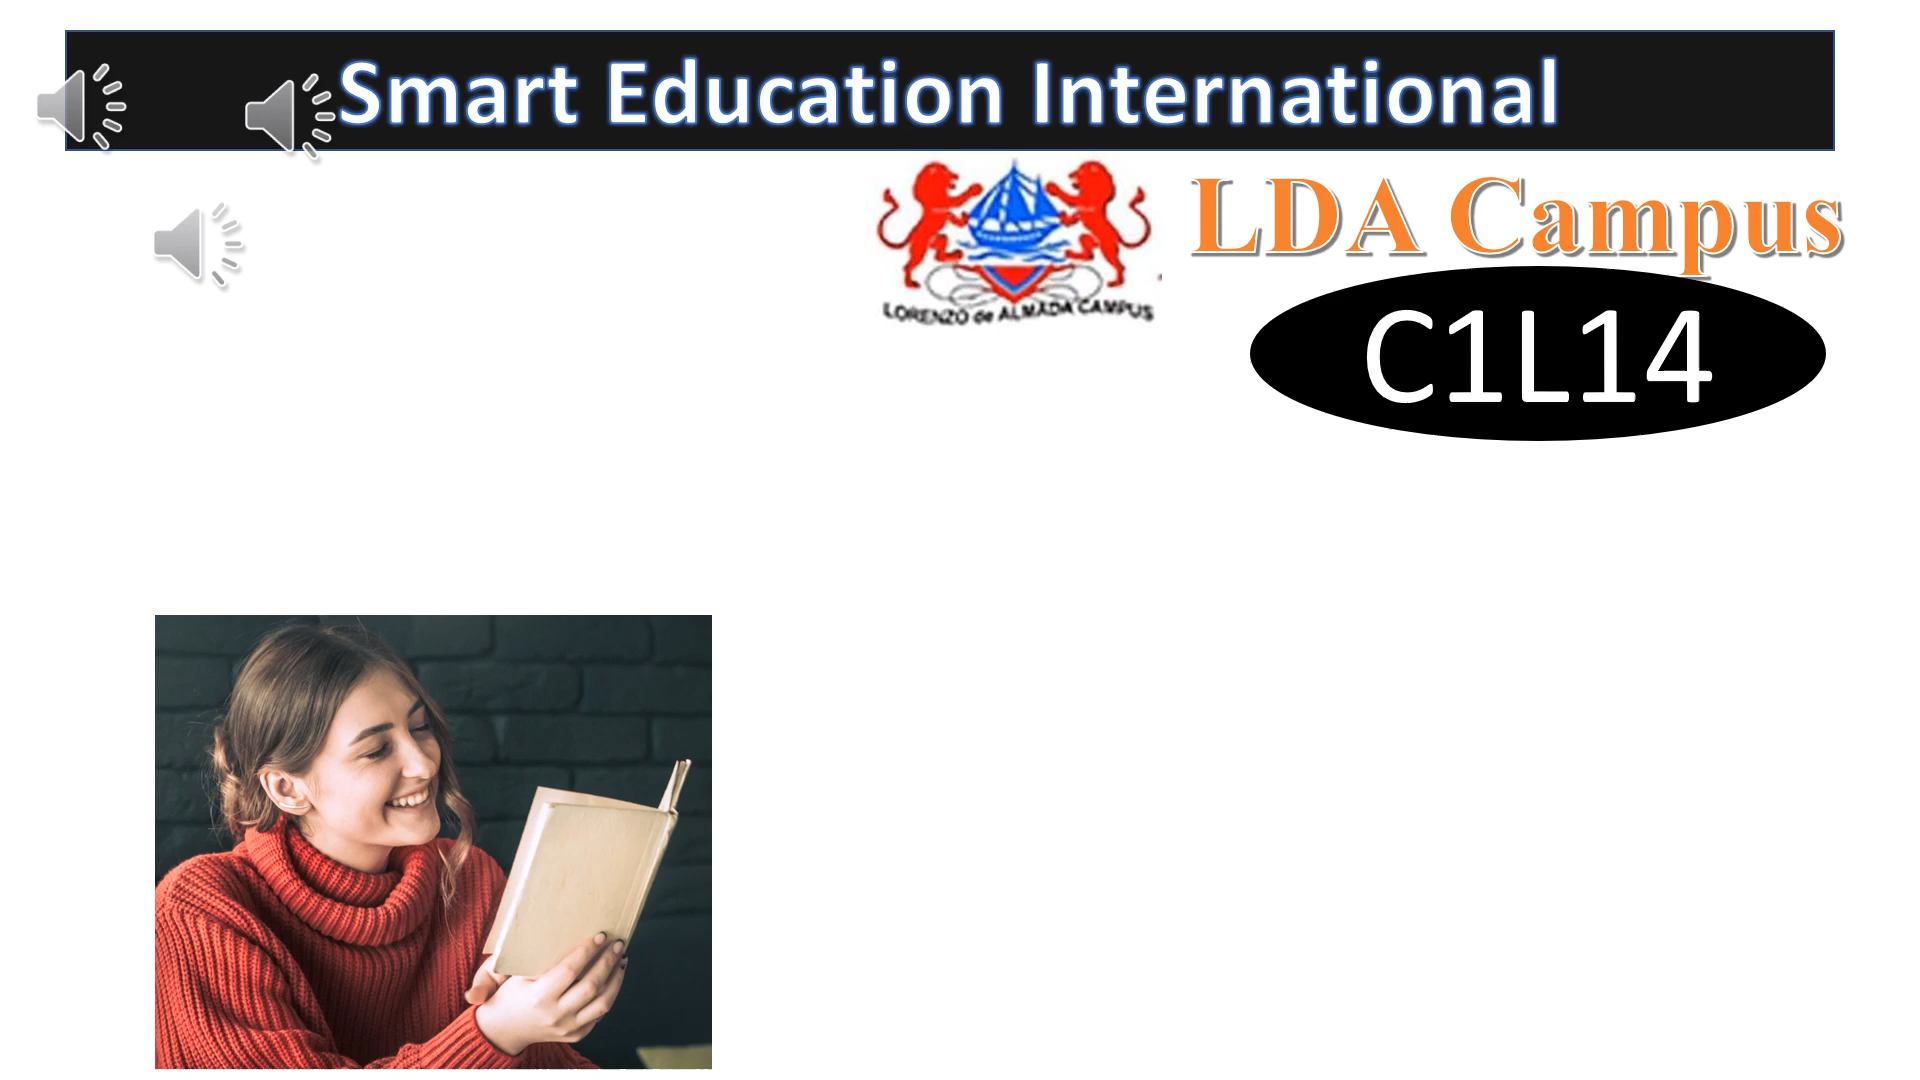 Smart Education International
LDA Campus
LORENZO de ALMADA CAMPUS
C1L14